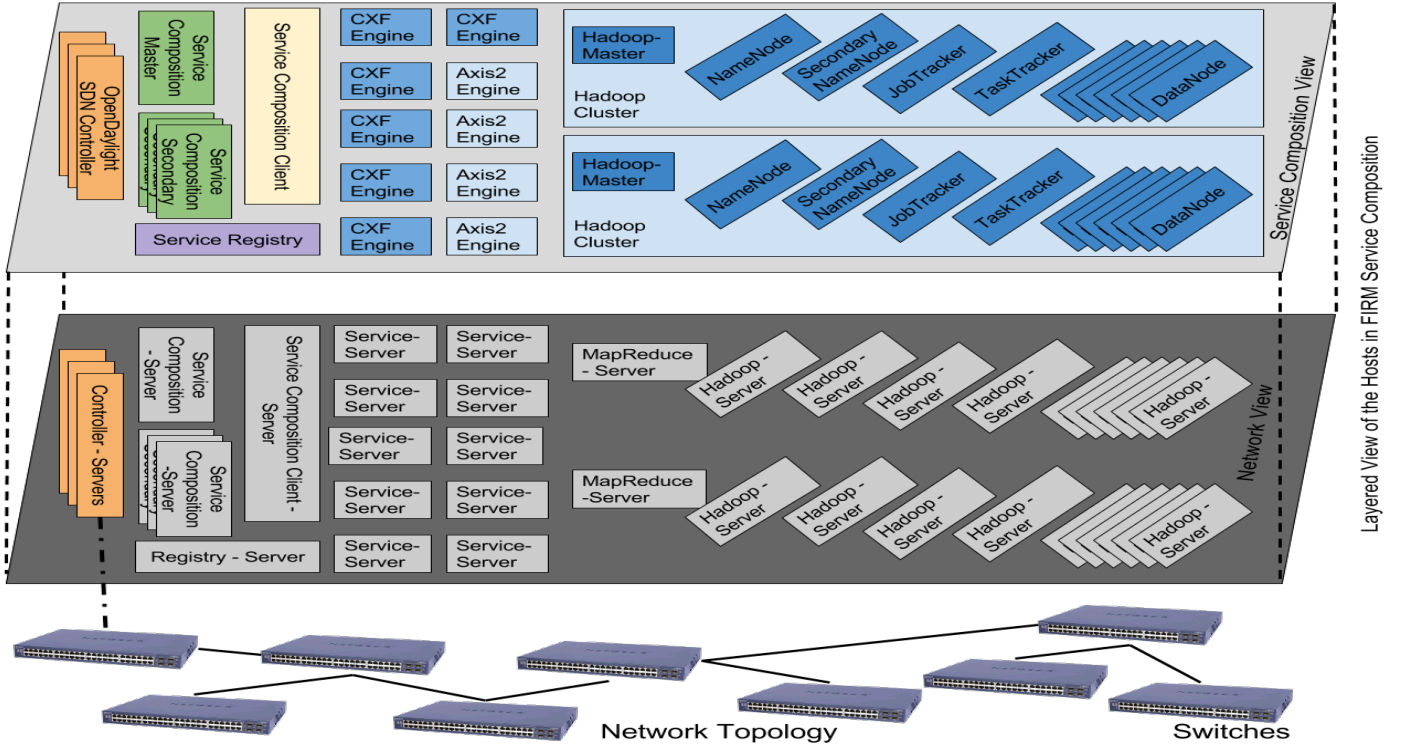 OpenDaylight
SDN Controller
Service
Composition
Master
Service
Composition
Secondary
Service Composition Client
Service Registry
CXF
Engine
CXF
Engine
CXF
Engine
Axis2
Engine
CXF
Engine
Axis2
Engine
CXF
Engine
Axis2
Engine
CXF
Engine
Axis2
Engine
Hadoop-
Master
Hadoop
Cluster
NameNode
Secondary
NameNode
JobTracker
TaskTracker
DataNode
Hadoop-
Master
Hadoop
Cluster
NameNode
Secondary
NameNode
JobTracker
TaskTracker
DataNode
Service Composition View
Controller - Servers
Service
Composition
- Server
Service
Composition
-Server
Service Composition Client-
Server
Registry - Server
Service-
Server
Service-
Server
Service-
Server
Service-
Server
Service-
Server
Service-
Server
Service-
Server
Service-
Server
Service-
Server
Service-
Server
MapReduce
- Server
Hadoop -
Server
Hadoop -
Server
Hadoop -
Server
Hadoop -
Server
Hadoop -
Server
MapReduce
-Server
Hadoop -
Server
Hadoop -
Server
Hadoop -
Server
Hadoop -
Server
Hadoop -
Server
Network View
Layered View of the Hosts in FIRM Service Composition
Network Topology
Switches